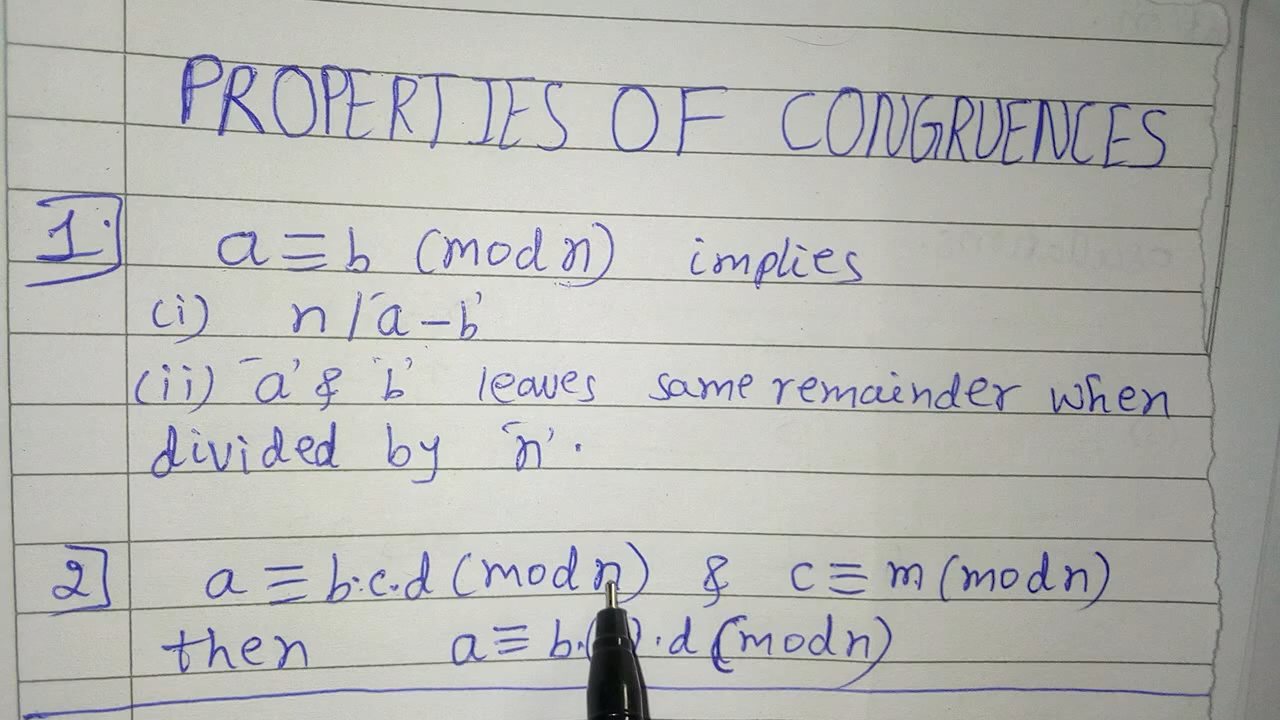 PROPERTIES OF CONGRUENCES
1. a ≡ b (mod n) implies
(i) n / 'a - b'
(ii) 'a' & 'b' leaves same remainder when
divided by 'n'.
2 a ≡ b.c.d (mod n) & c ≡ m (mod n)
then a ≡ b.( ).d (mod n)